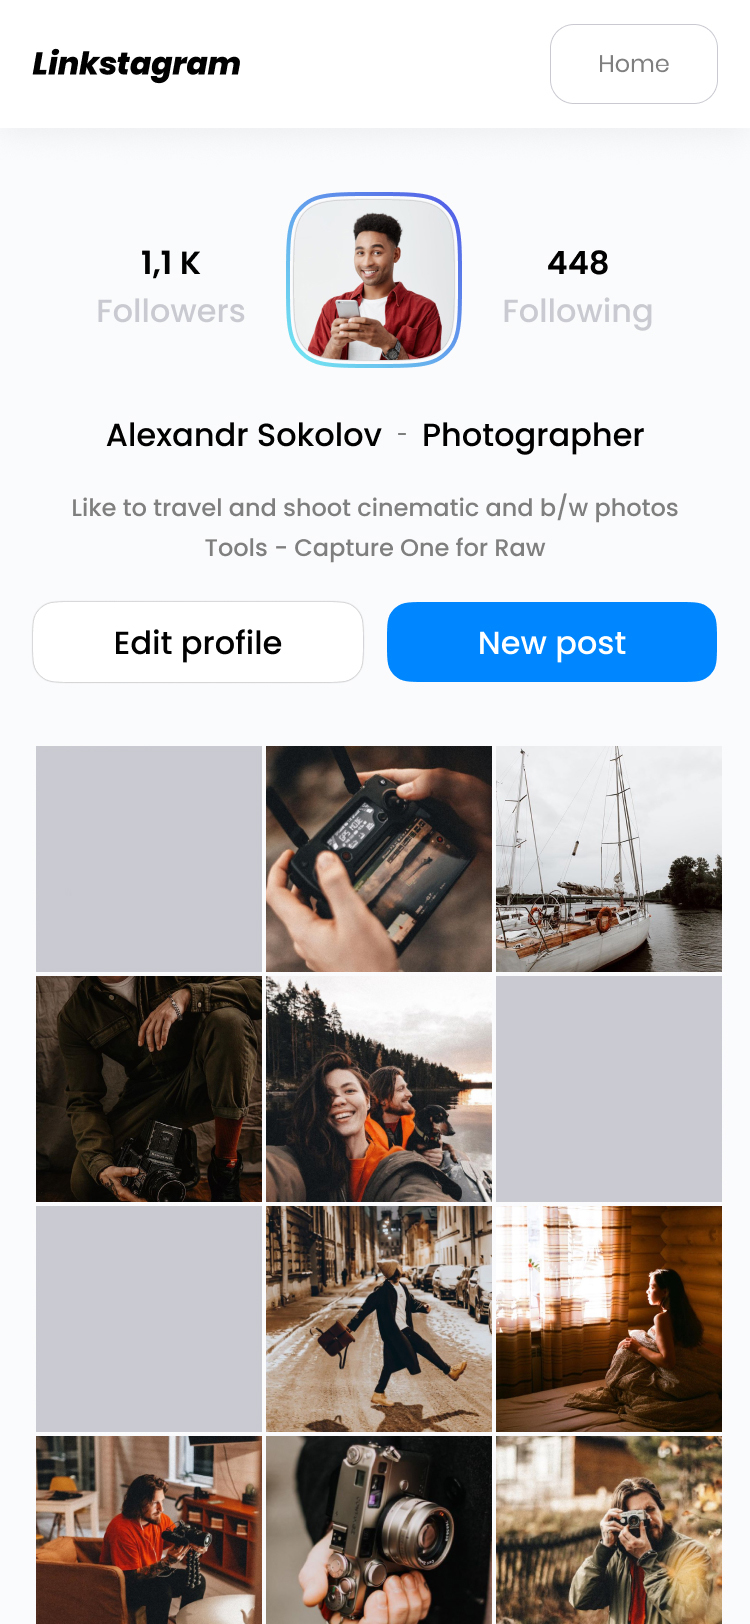 Linkstagram
Home
1,1 K
Followers
448
Following
Alexandr Sokolov - Photographer
Like to travel and shoot cinematic and b/w photos
Tools - Capture One for Raw
Edit profile
New post